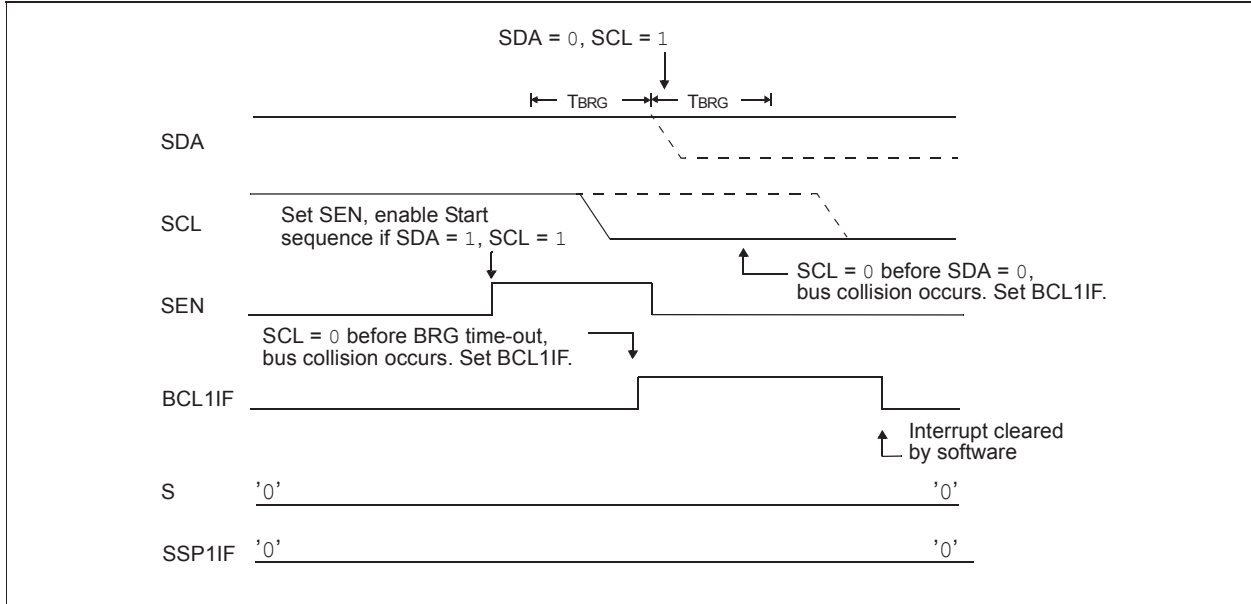 SDA = 0, SCL = 1
TBRG TBRG
SDA
SCL
Set SEN, enable Start
sequence if SDA = 1, SCL = 1
SCL = 0 before SDA = 0,
bus collision occurs. Set BCL1IF.
SEN
SCL = 0 before BRG time-out,
bus collision occurs. Set BCL1IF.
BCL1IF
Interrupt cleared
by software
S '0' '0'
SSP1IF '0' '0'